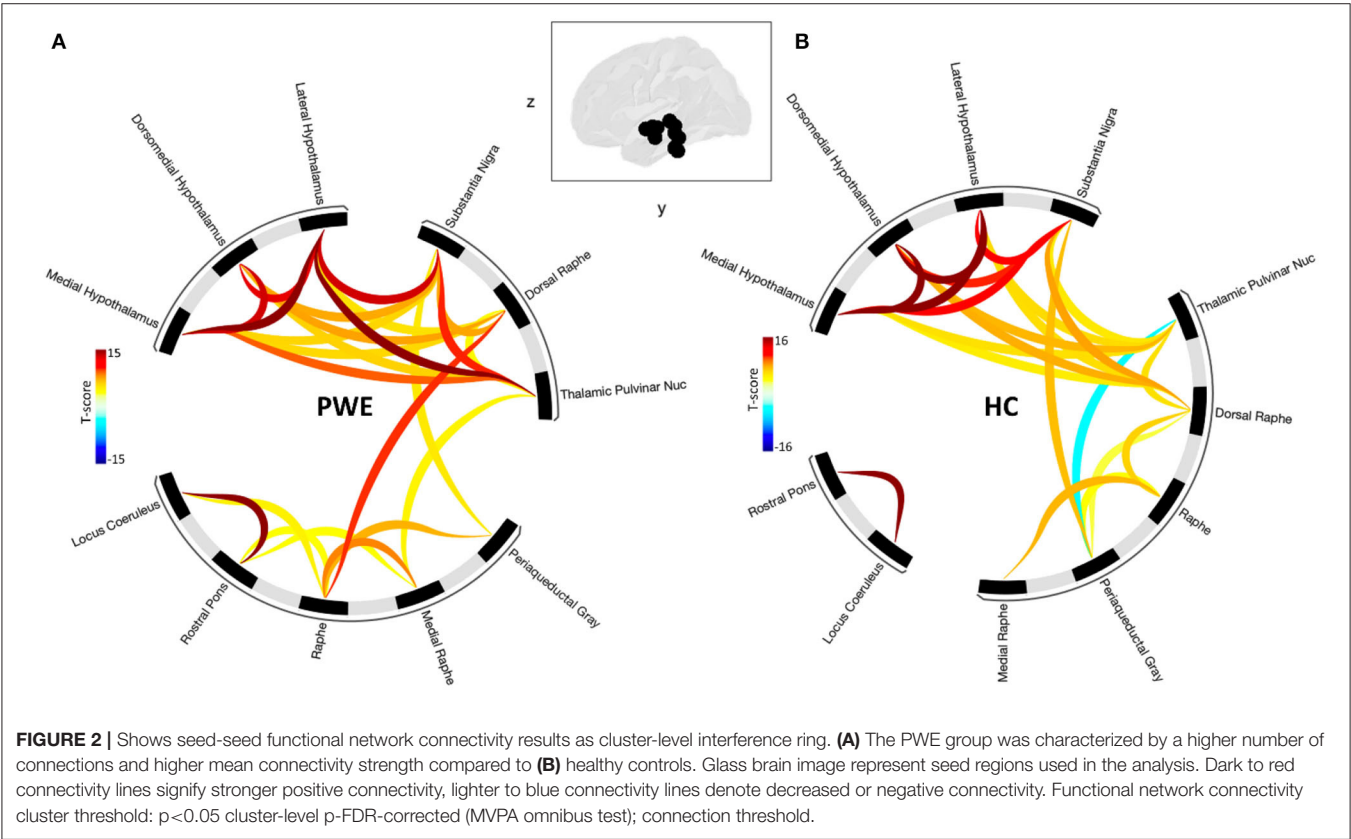 A
B
z
y
Medial Hypothalamus
Dorsomedial Hypothalamus
Lateral Hypothalamus
Substantia Nigra
Dorsal Raphe
Thalamic Pulvinar Nuc
Periaqueductal Gray
Medial Raphe
Raphe
Rostral Pons
Locus Coeruleus
15
T-score
-15
PWE
Medial Hypothalamus
Dorsomedial Hypothalamus
Lateral Hypothalamus
Substantia Nigra
Thalamic Pulvinar Nuc
Dorsal Raphe
Raphe
Periaqueductal Gray
Medial Raphe
Locus Coeruleus
Rostral Pons
16
T-score
-16
HC
FIGURE 2 | Shows seed-seed functional network connectivity results as cluster-level interference ring. (A) The PWE group was characterized by a higher number of
connections and higher mean connectivity strength compared to (B) healthy controls. Glass brain image represent seed regions used in the analysis. Dark to red
connectivity lines signify stronger positive connectivity, lighter to blue connectivity lines denote decreased or negative connectivity. Functional network connectivity
cluster threshold: p<0.05 cluster-level p-FDR-corrected (MVPA omnibus test); connection threshold.